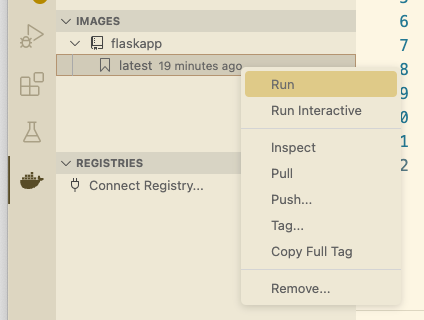 IMAGES
flaskapp
latest 19 minutes ago
Run
Run Interactive
Inspect
Pull
Push...
Tag...
Copy Full Tag
Remove...
REGISTRIES
Connect Registry...
6
7
8
9
0
1
2